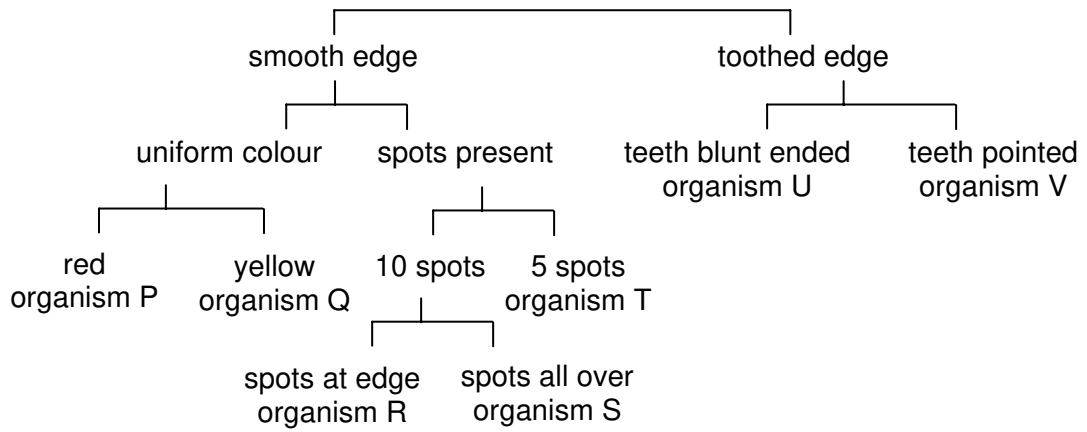 smooth edge
toothed edge
uniform colour
spots present
teeth blunt ended
organism U
teeth pointed
organism V
red
organism P
yellow
organism Q
10 spots
5 spots
organism T
spots at edge
organism R
spots all over
organism S